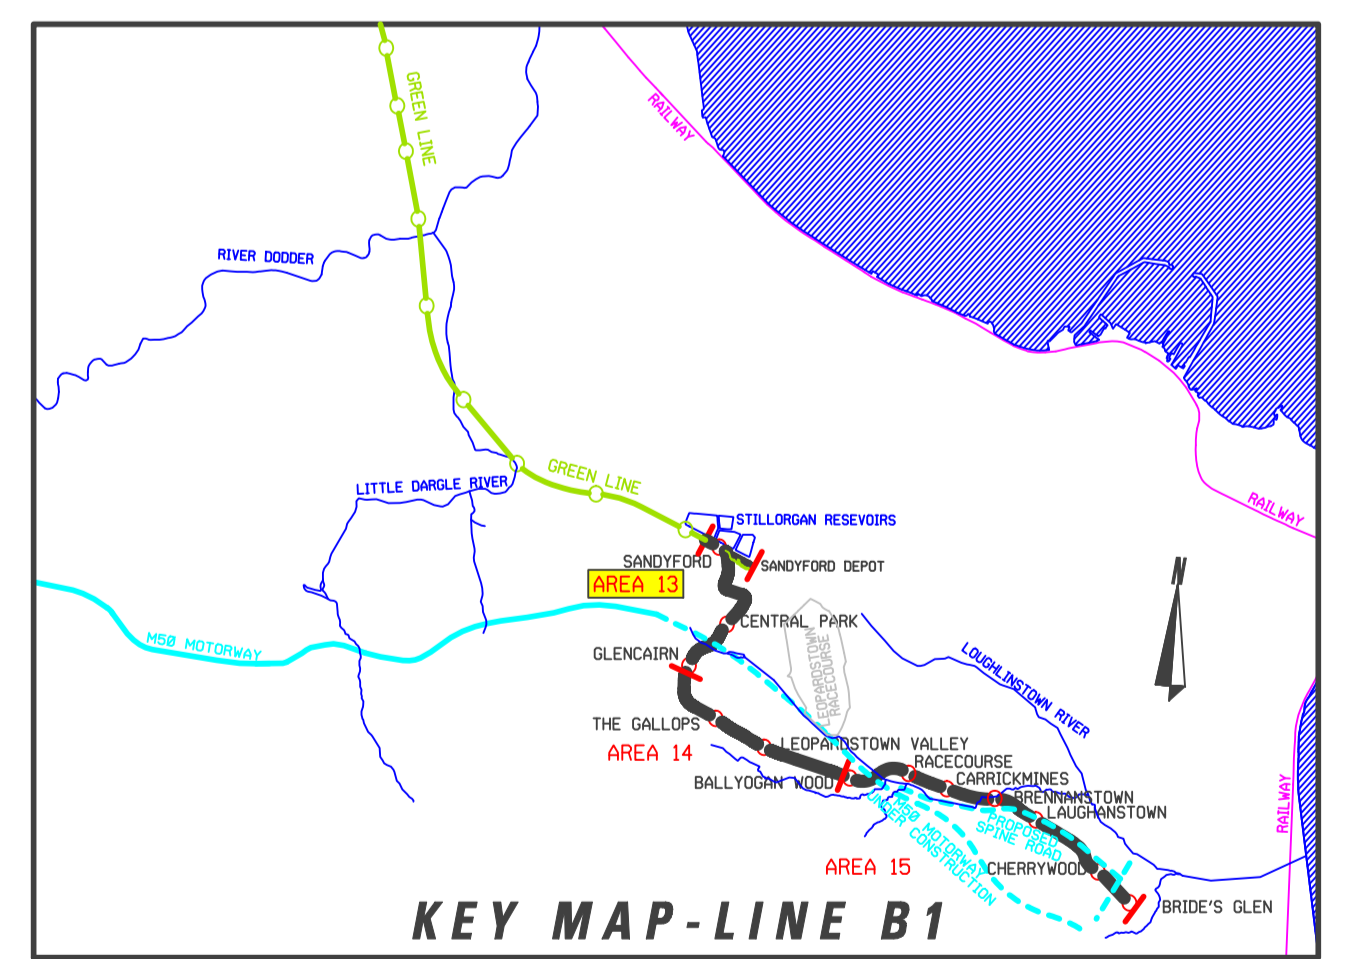 GREEN LINE
RAILWAY
RIVER DODDER
GREEN LINE
LITTLE DARGLE RIVER
RAILWAY
STILLORGAN RESEVOIRS
SANDYFORD
SANDYFORD DEPOT
AREA 13
N
CENTRAL PARK
M50 MOTORWAY
GLENCAIRN
LEOPARDSTOWN
RACECOURSE
LOUGHLINSTOWN RIVER
THE GALLOPS
AREA 14
LEOPARDSTOWN VALLEY
RACECOURSE
BALLYOGAN WOOD
CARRICKMINES
BRENNANSTOWN
LAUGHANSTOWN
RAILWAY
M50 MOTORWAY
UNDER CONSTRUCTION
PROPOSED
SPINE ROAD
AREA 15
CHERRYWOOD
BRIDE'S GLEN
KEY MAP-LINE B1